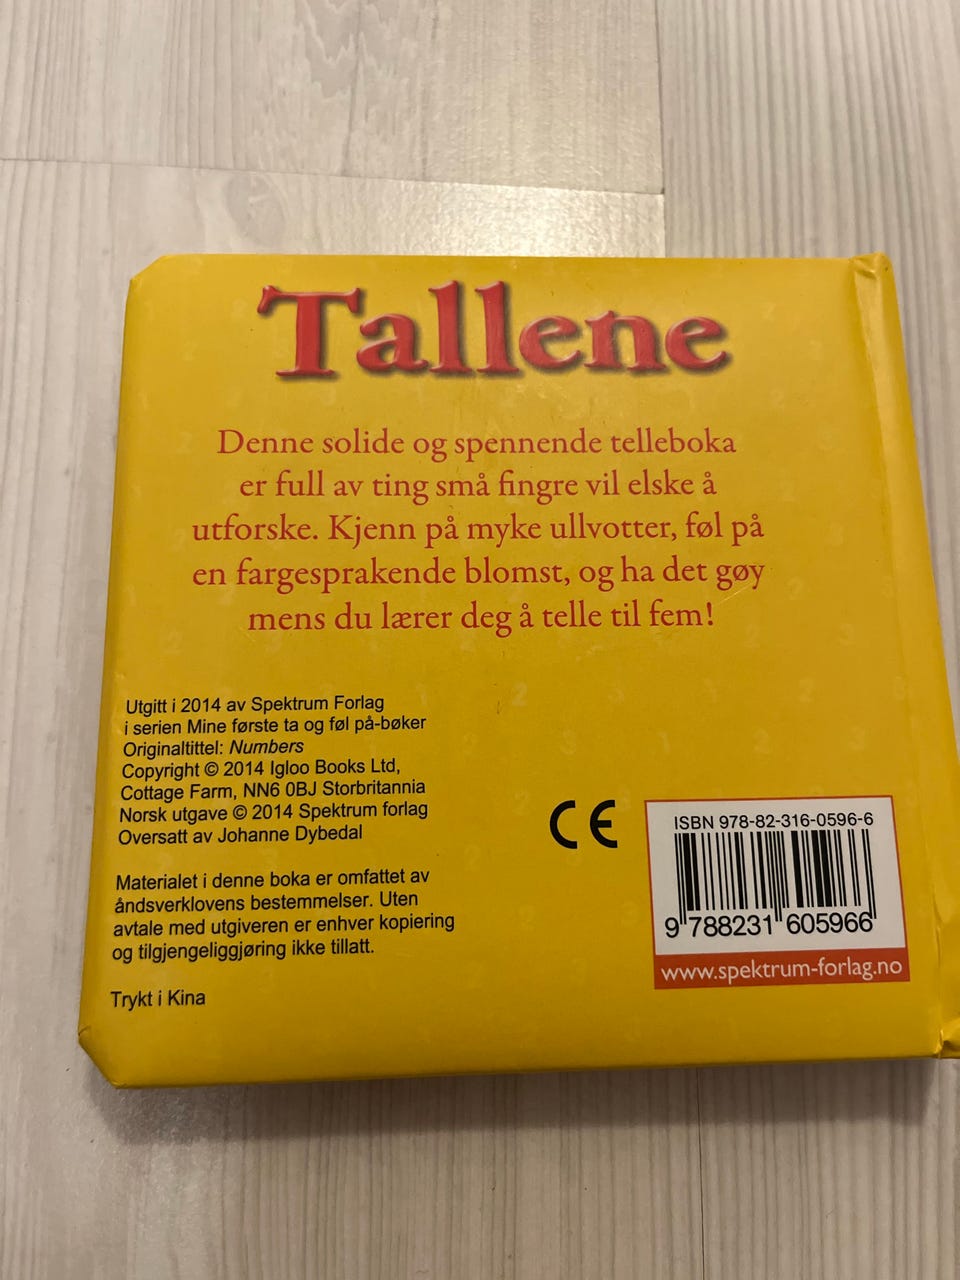 Tallene
Denne solide og spennende telleboka
er full av ting små fingre vil elske å
utforske. Kjenn på myke ullvotter, føl på
en fargesprakende blomst, og ha det gøy
mens du lærer deg å telle til fem!
Utgitt i 2014 av Spektrum Forlag
i serien Mine første ta og føl på-bøker
Originaltittel: Numbers
Copyright © 2014 Igloo Books Ltd,
Cottage Farm, NN6 0BJ Storbritannia
Norsk utgave © 2014 Spektrum forlag
Oversatt av Johanne Dybedal
Materialet i denne boka er omfattet av
åndsverklovens bestemmelser. Uten
avtale med utgiveren er enhver kopiering
og tilgjengeliggjøring ikke tillatt.
Trykt i Kina
CE
ISBN 978-82-316-0596-6
9 788231 605966
www.spektrum-forlag.no